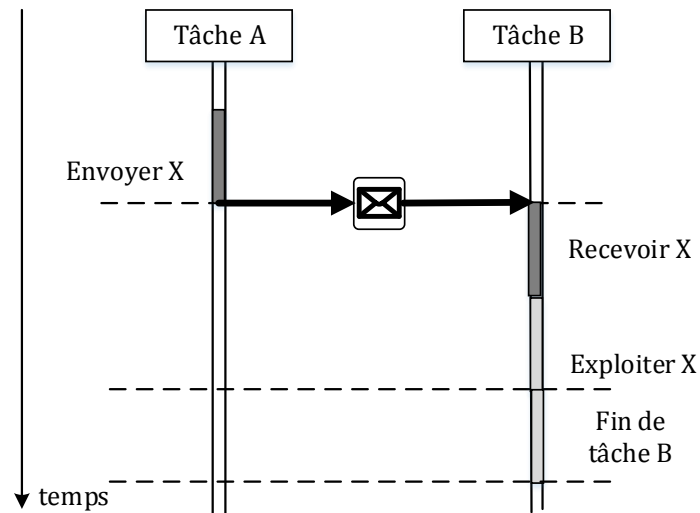 Tâche A
Tâche B
Envoyer X
Recevoir X
Exploiter X
Fin de
tâche B
temps